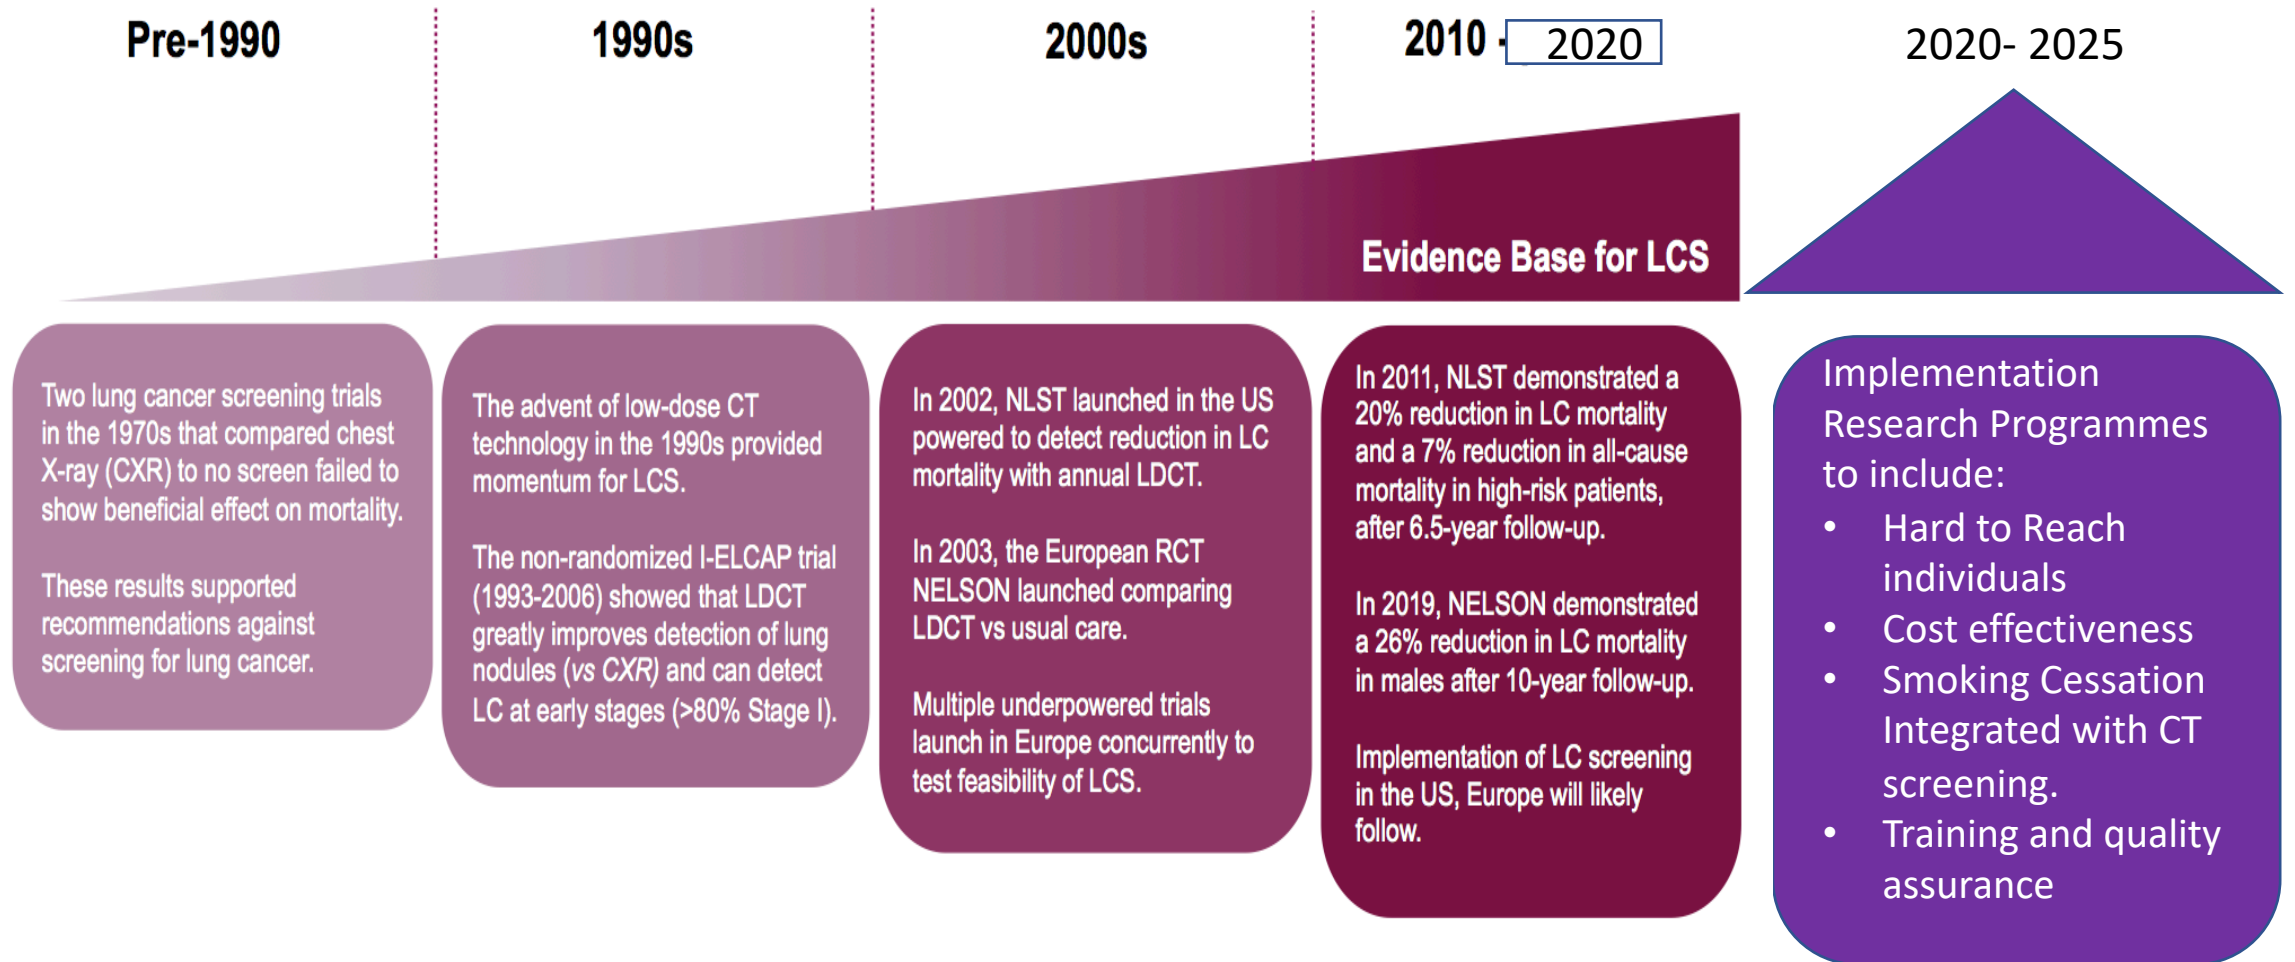 Pre-1990
1990s
2000s
2010 - 2020
2020- 2025
Evidence Base for LCS
Two lung cancer screening trials
in the 1970s that compared chest
X-ray (CXR) to no screen failed to
show beneficial effect on mortality.
These results supported
recommendations against
screening for lung cancer.
The advent of low-dose CT
technology in the 1990s provided
momentum for LCS.
The non-randomized I-ELCAP trial
(1993-2006) showed that LDCT
greatly improves detection of lung
nodules (vs CXR) and can detect
LC at early stages (>80% Stage I).
In 2002, NLST launched in the US
powered to detect reduction in LC
mortality with annual LDCT.
In 2003, the European RCT
NELSON launched comparing
LDCT vs usual care.
Multiple underpowered trials
launch in Europe concurrently to
test feasibility of LCS.
In 2011, NLST demonstrated a
20% reduction in LC mortality
and a 7% reduction in all-cause
mortality in high-risk patients,
after 6.5-year follow-up.
In 2019, NELSON demonstrated
a 26% reduction in LC mortality
in males after 10-year follow-up.
Implementation of LC screening
in the US, Europe will likely
follow.
Implementation
Research Programmes
to include:
• Hard to Reach
individuals
• Cost effectiveness
• Smoking Cessation
Integrated with CT
screening.
• Training and quality
assurance